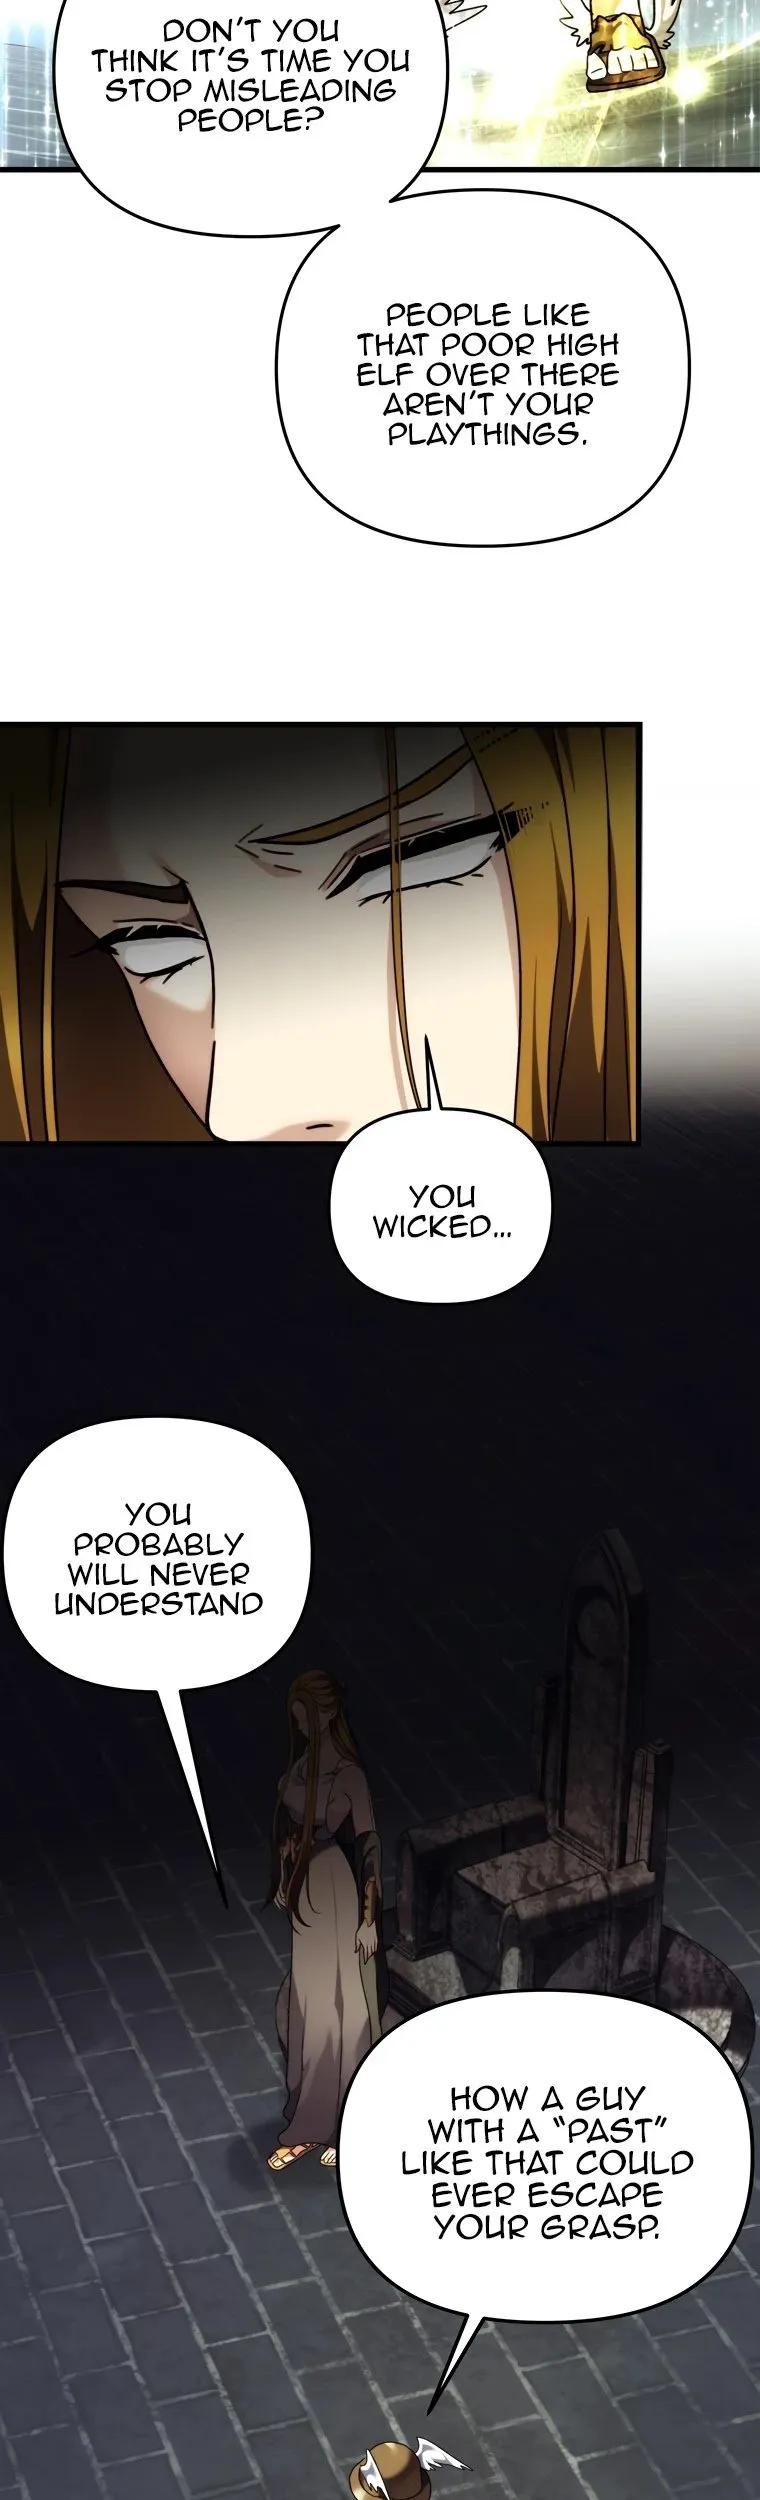 DON'T YOU
THINK IT'S TIME YOU
STOP MISLEADING
PEOPLE?
PEOPLE LIKE
THAT POOR HIGH
ELF OVER THERE
AREN'T YOUR
PLAYTHINGS.
YOU
WICKED...
YOU
PROBABLY
WILL NEVER
UNDERSTAND
HOW A GUY
WITH A "PAST"
LIKE THAT COULD
EVER ESCAPE
YOUR GRASP.